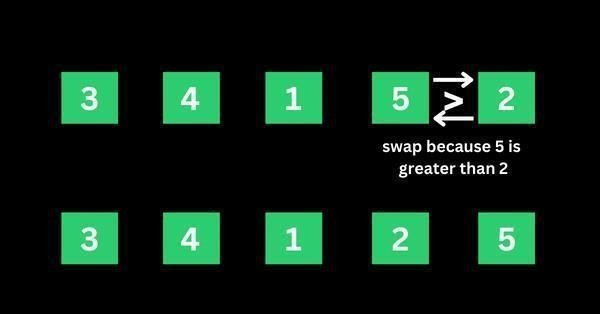 3 4 1 5 > 2
swap because 5 is
greater than 2
3 4 1 2 5